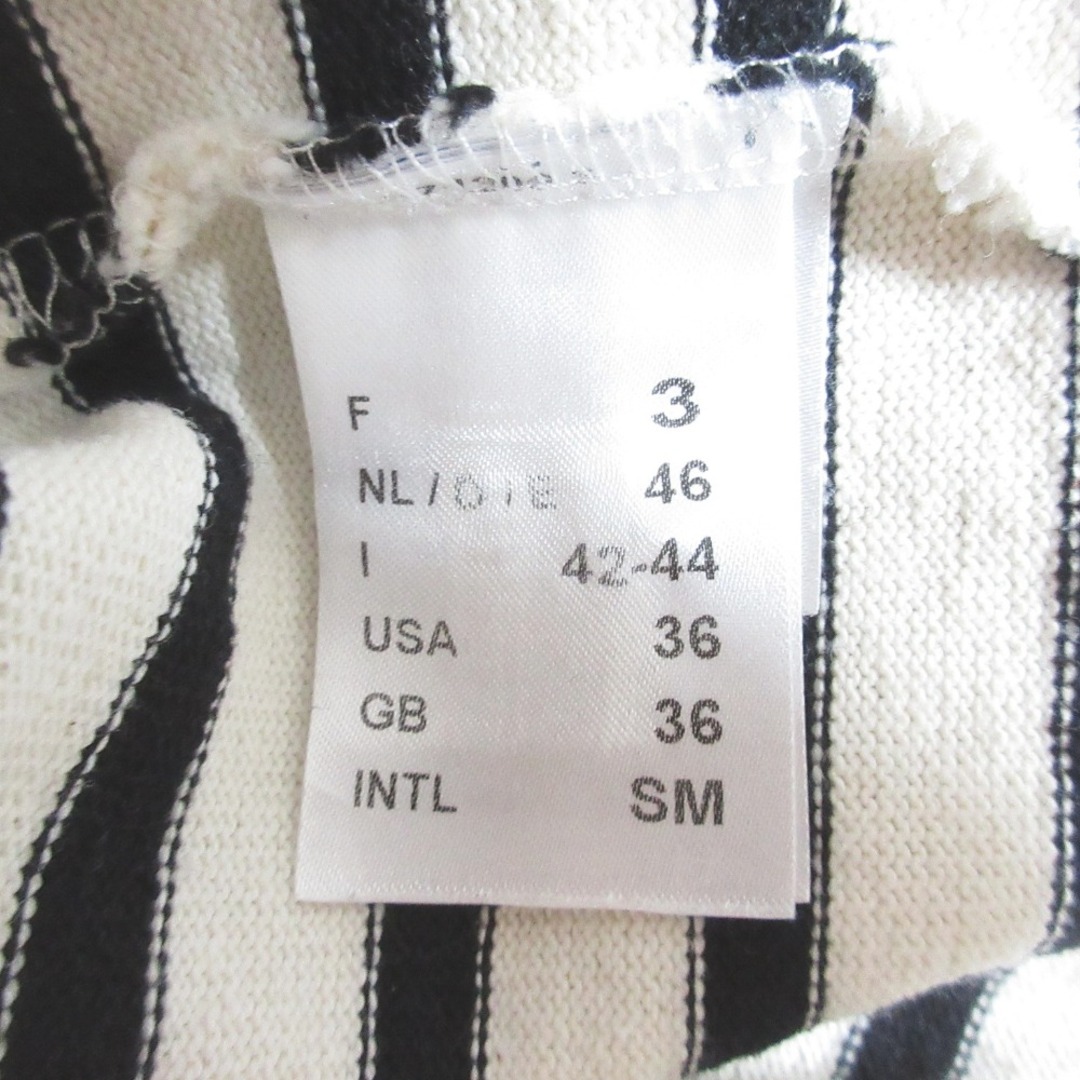 F 3
NL / D / E 46
I 42-44
USA 36
GB 36
INTL SM